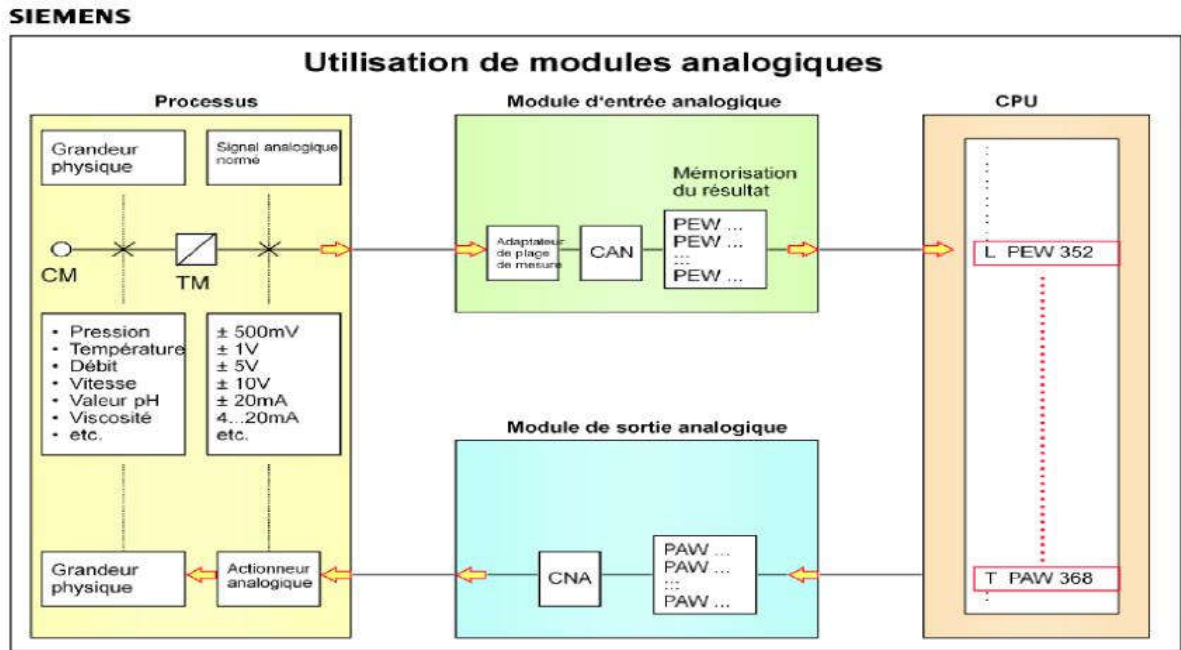 SIEMENS
Utilisation de modules analogiques
Processus
Module d'entrée analogique
CPU
Grandeur
physique
Signal analogique
normé
CM
TM
• Pression
• Température
• Débit
• Vitesse
• Valeur pH
• Viscosité
• etc.
± 500mV
± 1V
± 5V
± 10V
± 20mA
4...20mA
etc.
Grandeur
physique
Actionneur
analogique
Adaptateur
de plage
de mesure
CAN
Mémorisation
du résultat
PEW ...
PEW ...
:::
PEW ...
Module de sortie analogique
CNA
PAW ...
PAW ...
:::
PAW ...
L PEW 352
T PAW 368